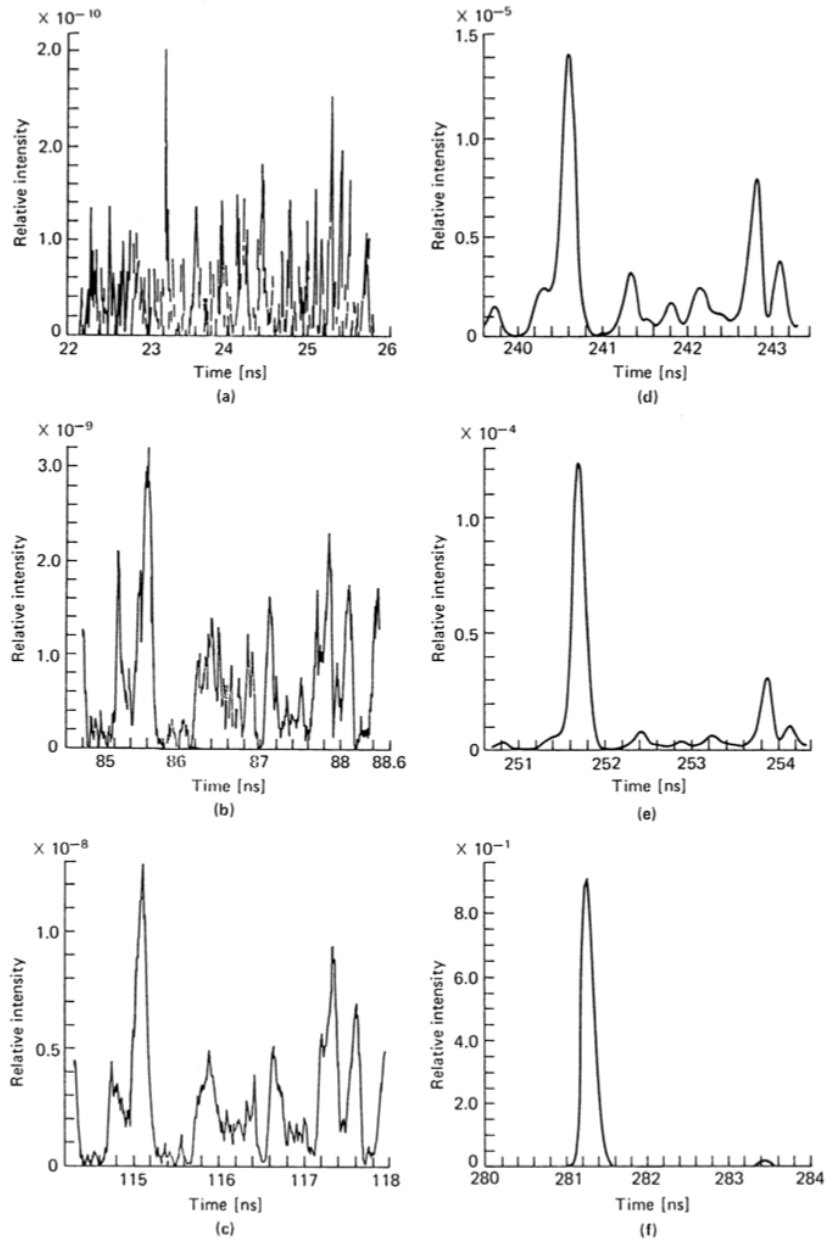 × 10⁻¹⁰
2.0
2.0
1.0
0
Relative intensity
22 23 24 25 26
Time [ns]
(a)
× 10⁻⁹
3.0
2.0
1.0
0
Relative intensity
85 86 87 88 88.6
Time [ns]
(b)
× 10⁻⁸
1.0
0.5
0
Relative intensity
115 116 117 118
Time [ns]
(c)
× 10⁻⁵
1.5
1.0
0.5
0
Relative intensity
240 241 242 243
Time [ns]
(d)
× 10⁻⁴
1.0
0.5
0
Relative intensity
251 252 253 254
Time [ns]
(e)
× 10⁻¹
8.0
6.0
4.0
2.0
0
Relative intensity
280 281 282 283 284
Time [ns]
(f)